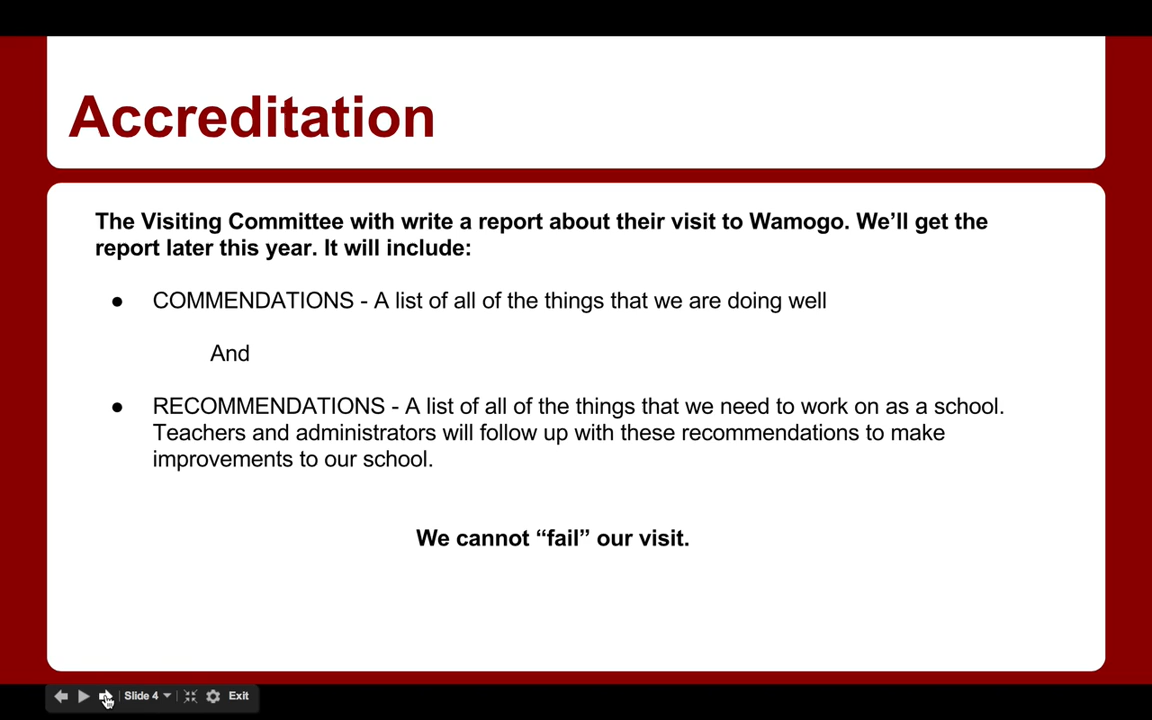 Accreditation
The Visiting Committee with write a report about their visit to Wamogo. We’ll get the
report later this year. It will include:
● COMMENDATIONS - A list of all of the things that we are doing well
And
● RECOMMENDATIONS - A list of all of the things that we need to work on as a school.
Teachers and administrators will follow up with these recommendations to make
improvements to our school.
We cannot “fail” our visit.
Slide 4 Exit